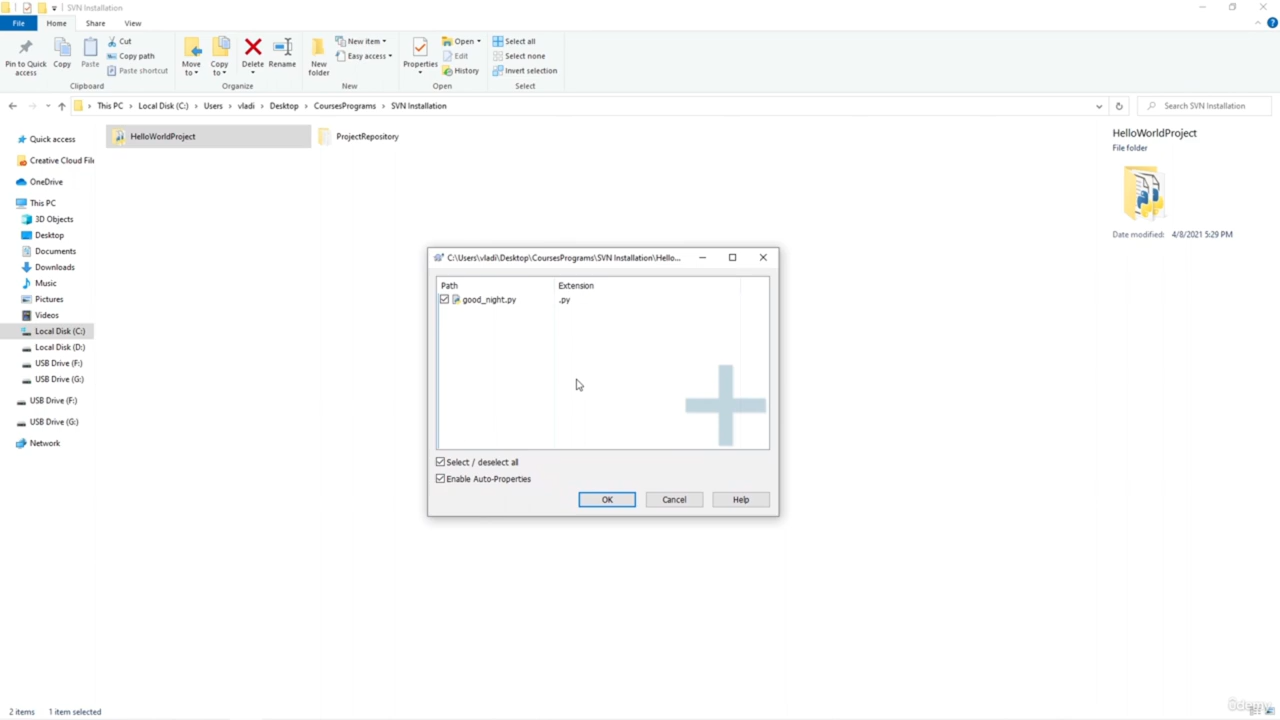 SVN Installation
File Home Share View
Pin to Quick access
Copy
Paste
Cut
Copy path
Paste shortcut
Clipboard
Move to
Copy to
Delete
Rename
Organize
New folder
New item
Easy access
New
Properties
Open
Edit
History
Open
Select all
Select none
Invert selection
Select
This PC > Local Disk (C:) > Users > vladi > Desktop > CoursesPrograms > SVN Installation
Search SVN Installation
Quick access
Creative Cloud File
OneDrive
This PC
3D Objects
Desktop
Documents
Downloads
Music
Pictures
Videos
Local Disk (C:)
Local Disk (D:)
USB Drive (F:)
USB Drive (G:)
USB Drive (F:)
USB Drive (G:)
Network
HelloWorldProject
ProjectRepository
HelloWorldProject
File folder
Date modified: 4/8/2021 5:29 PM
C:\Users\vladi\Desktop\CoursesPrograms\SVN Installation\Hello...
Path Extension
good_night.py .py
Select / deselect all
Enable Auto-Properties
OK Cancel Help
2 items 1 item selected
ûdemy